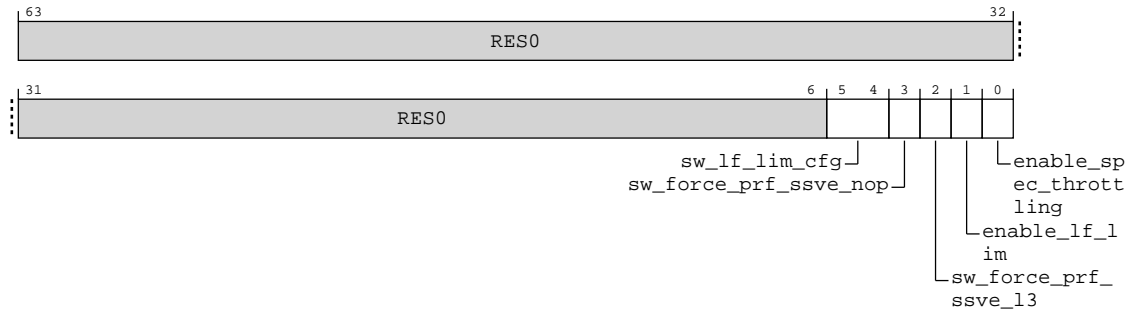 63 32
RES0
31 6 5 4 3 2 1 0
RES0
sw_lf_lim_cfg
sw_force_prf_ssve_nop
enable_sp
ec_thrott
ling
enable_lf_l
im
sw_force_prf_
ssve_l3